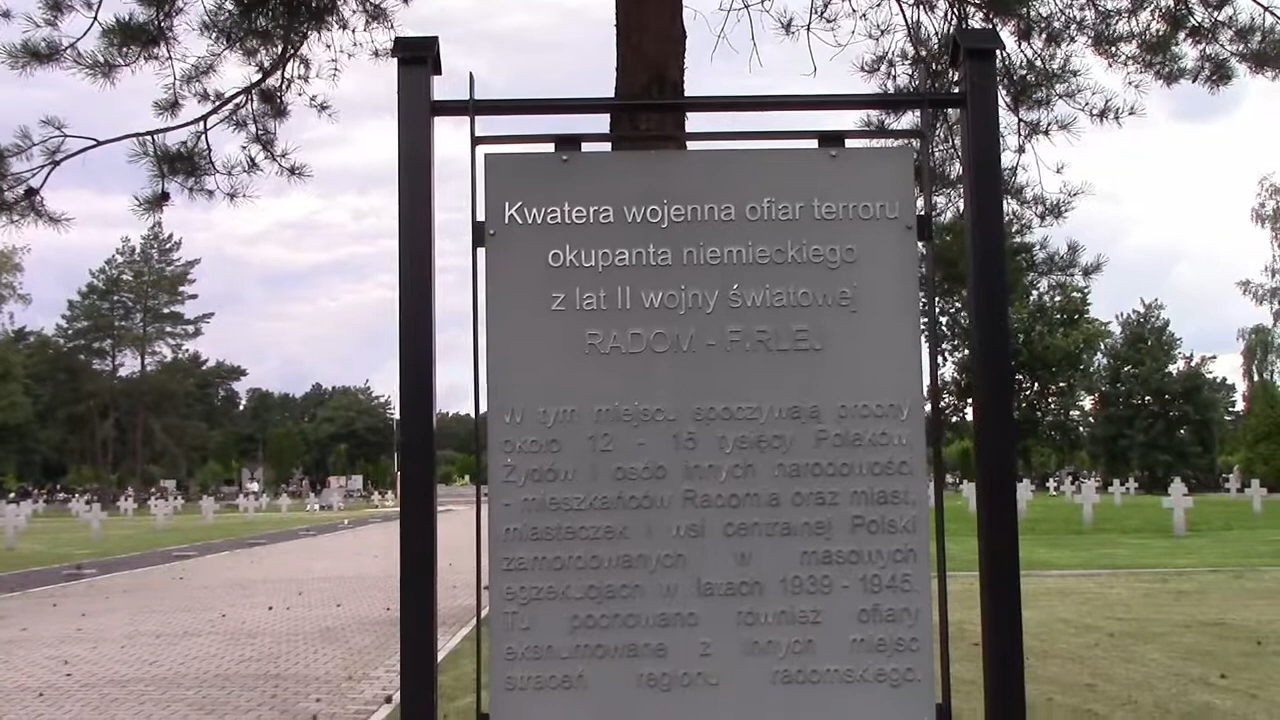 Kwatera wojenna ofiar terroru
okupanta niemieckiego
z lat II wojny światowej
RADOM - FIRLEJ
W tym miejscu spoczywają prochy
około 12 - 15 tysięcy Polaków,
Żydów i osób innych narodowości
- mieszkańców Radomia oraz miast,
miasteczek i wsi centralnej Polski
zamordowanych w masowych
egzekucjach w latach 1939 - 1945.
Tu pochowano również ofiary
ekshumowane z innych miejsc
straceń regionu radomskiego.